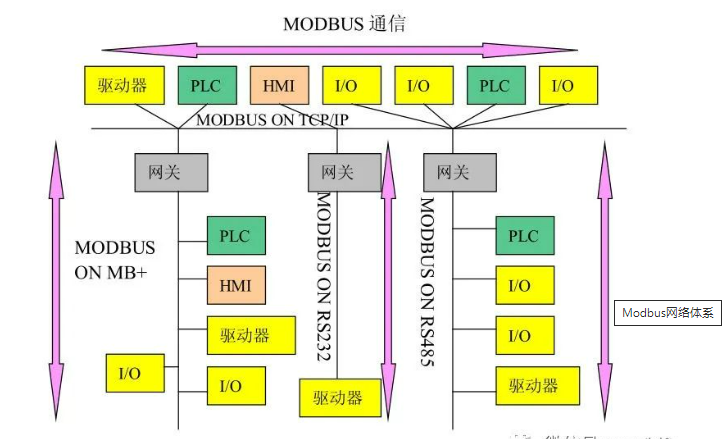 MODBUS 通信
驱动器
PLC
HMI
I/O
I/O
PLC
I/O
MODBUS ON TCP/IP
网关
网关
网关
MODBUS
ON MB+
PLC
HMI
驱动器
I/O
I/O
MODBUS ON RS232
驱动器
MODBUS ON RS485
PLC
I/O
I/O
驱动器
Modbus网络体系